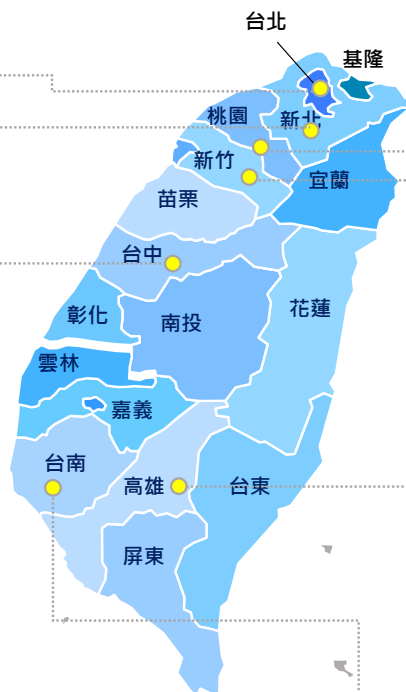 台北
基隆
桃園
新北
新竹
宜蘭
苗栗
台中
花蓮
彰化
南投
雲林
嘉義
台南
高雄
台東
屏東